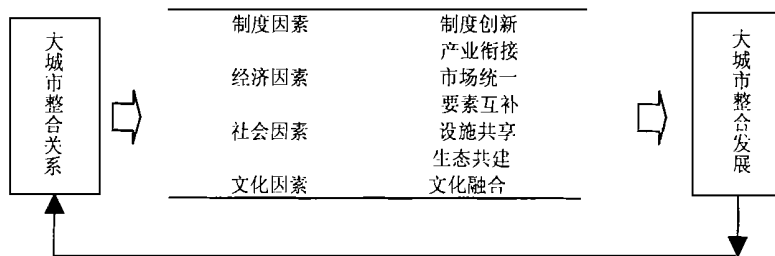 大城市整合关系
制度因素 制度创新
产业衔接
经济因素 市场统一
要素互补
社会因素 设施共享
生态共建
文化因素 文化融合
大城市整合发展